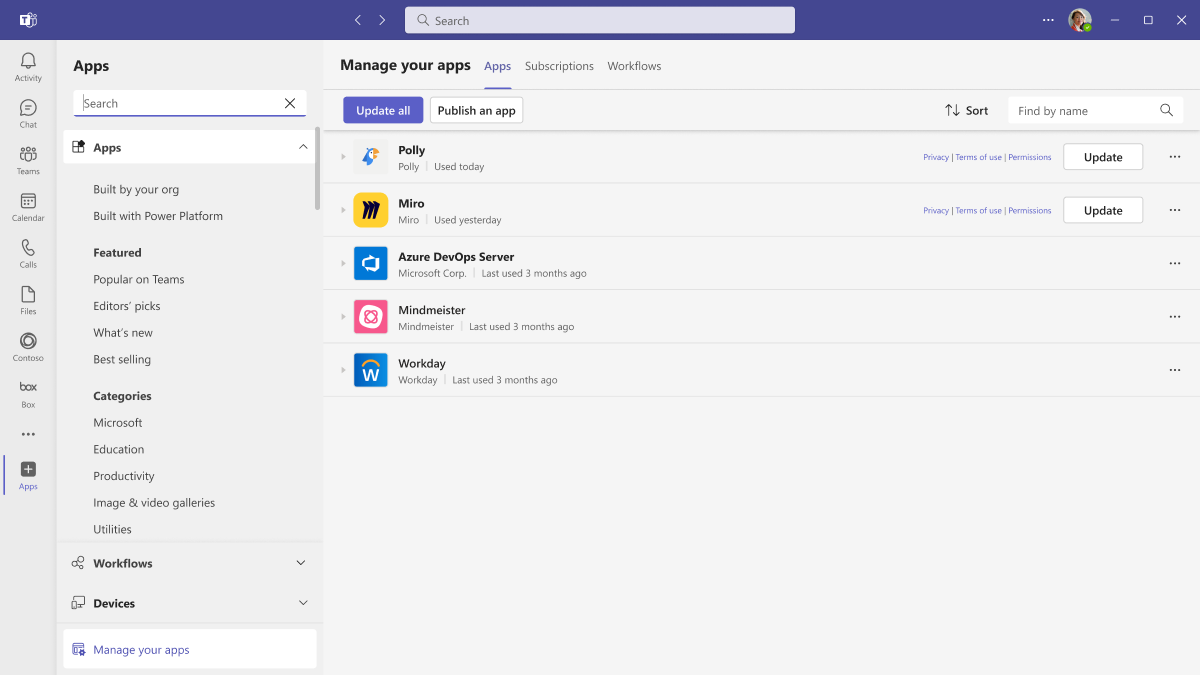 Search
Activity
Chat
Teams
Calendar
Calls
Files
Contoso
box
Box
Apps
Apps
Search
Apps
Built by your org
Built with Power Platform
Featured
Popular on Teams
Editors' picks
What's new
Best selling
Categories
Microsoft
Education
Productivity
Image & video galleries
Utilities
Workflows
Devices
Manage your apps
Manage your apps Apps Subscriptions Workflows
Update all Publish an app Sort Find by name
Polly
Polly | Used today
Privacy | Terms of use | Permissions Update
Miro
Miro | Used yesterday
Privacy | Terms of use | Permissions Update
Azure DevOps Server
Microsoft Corp. | Last used 3 months ago
Mindmeister
Mindmeister | Last used 3 months ago
Workday
Workday | Last used 3 months ago